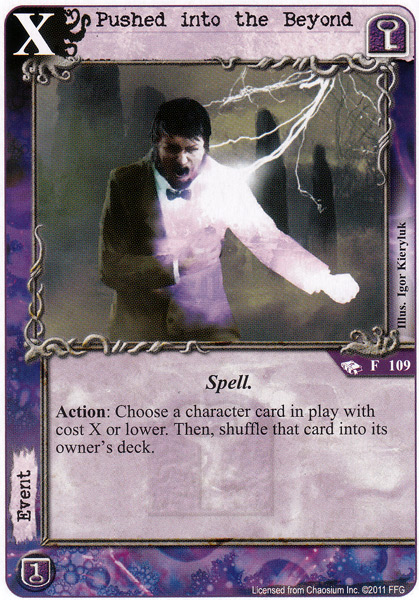 X
Pushed into the Beyond
Illus. Igor Kieryluk
F 109
Spell.
Action: Choose a character card in play with
cost X or lower. Then, shuffle that card into its
owner's deck.
Event
1
Licensed from Chaosium Inc. ©2011 FFG